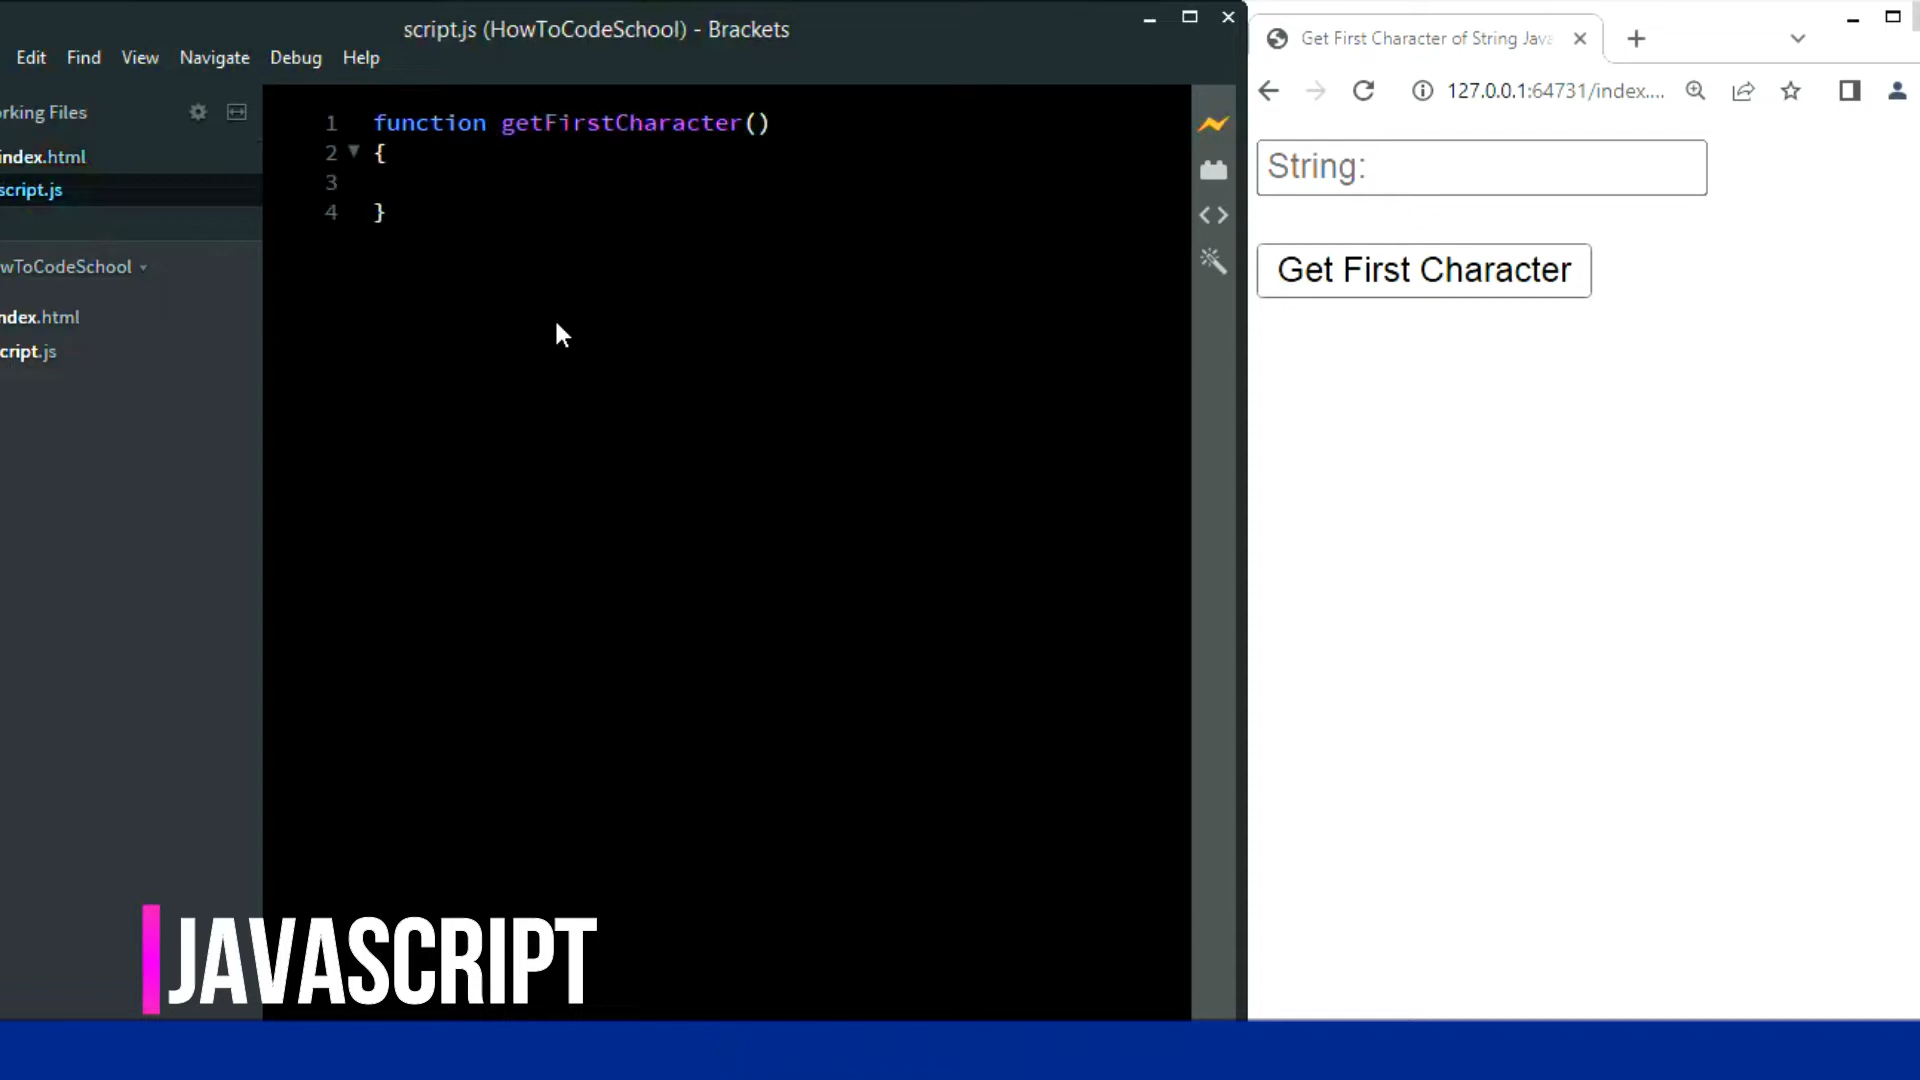 script.js (HowToCodeSchool) - Brackets
Edit Find View Navigate Debug Help
rking Files
index.html
script.js
wToCodeSchool
ndex.html
cript.js
1 function getFirstCharacter()
2 {
3
4 }
Get First Character of String Java
127.0.0.1:64731/index....
String:
Get First Character
JAVASCRIPT